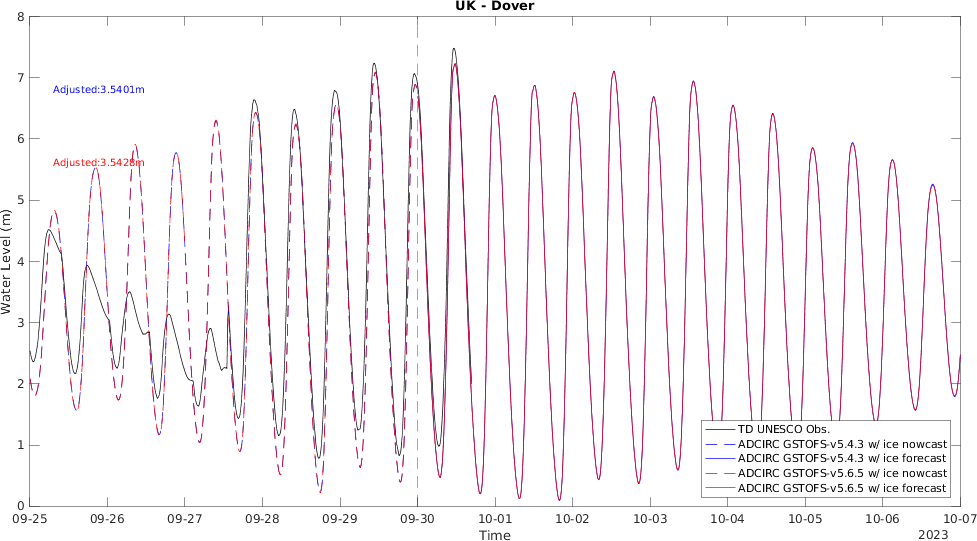 UK - Dover
8
7
6
5
4
3
2
1
0
Water Level (m)
Adjusted:3.5401m
Adjusted:3.5428m
TD UNESCO Obs.
ADCIRC GSTOFS-v5.4.3 w/ ice nowcast
ADCIRC GSTOFS-v5.4.3 w/ ice forecast
ADCIRC GSTOFS-v5.6.5 w/ ice nowcast
ADCIRC GSTOFS-v5.6.5 w/ ice forecast
09-25 09-26 09-27 09-28 09-29 09-30 10-01 10-02 10-03 10-04 10-05 10-06 10-07
Time
2023